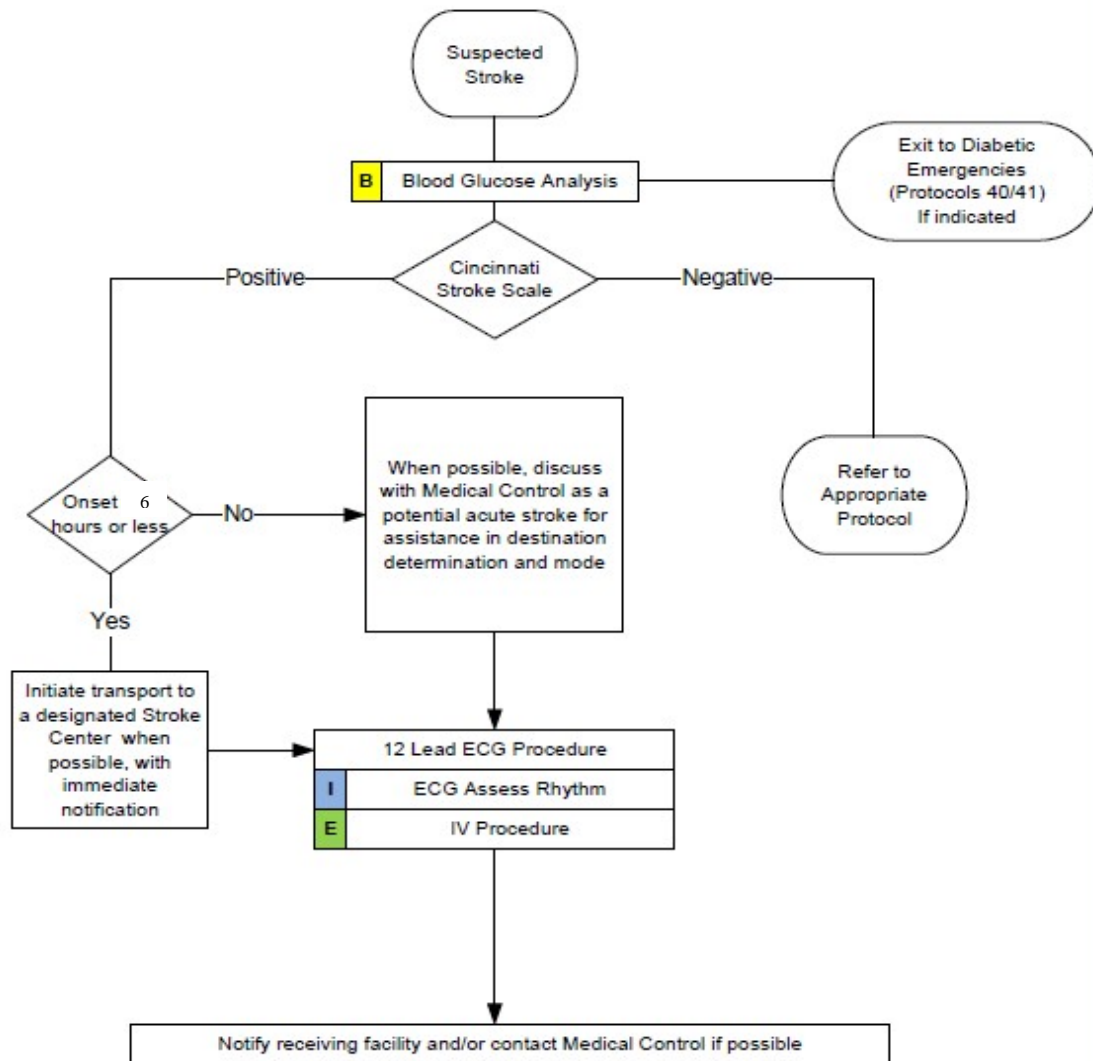 Suspected
Stroke
B
Blood Glucose Analysis
Exit to Diabetic
Emergencies
(Protocols 40/41)
If indicated
Cincinnati
Stroke Scale
Positive
Negative
Onset 6
hours or less
No
Yes
When possible, discuss
with Medical Control as a
potential acute stroke for
assistance in destination
determination and mode
Refer to
Appropriate
Protocol
Initiate transport to
a designated Stroke
Center when
possible, with
immediate
notification
12 Lead ECG Procedure
I
ECG Assess Rhythm
E
IV Procedure
Notify receiving facility and/or contact Medical Control if possible